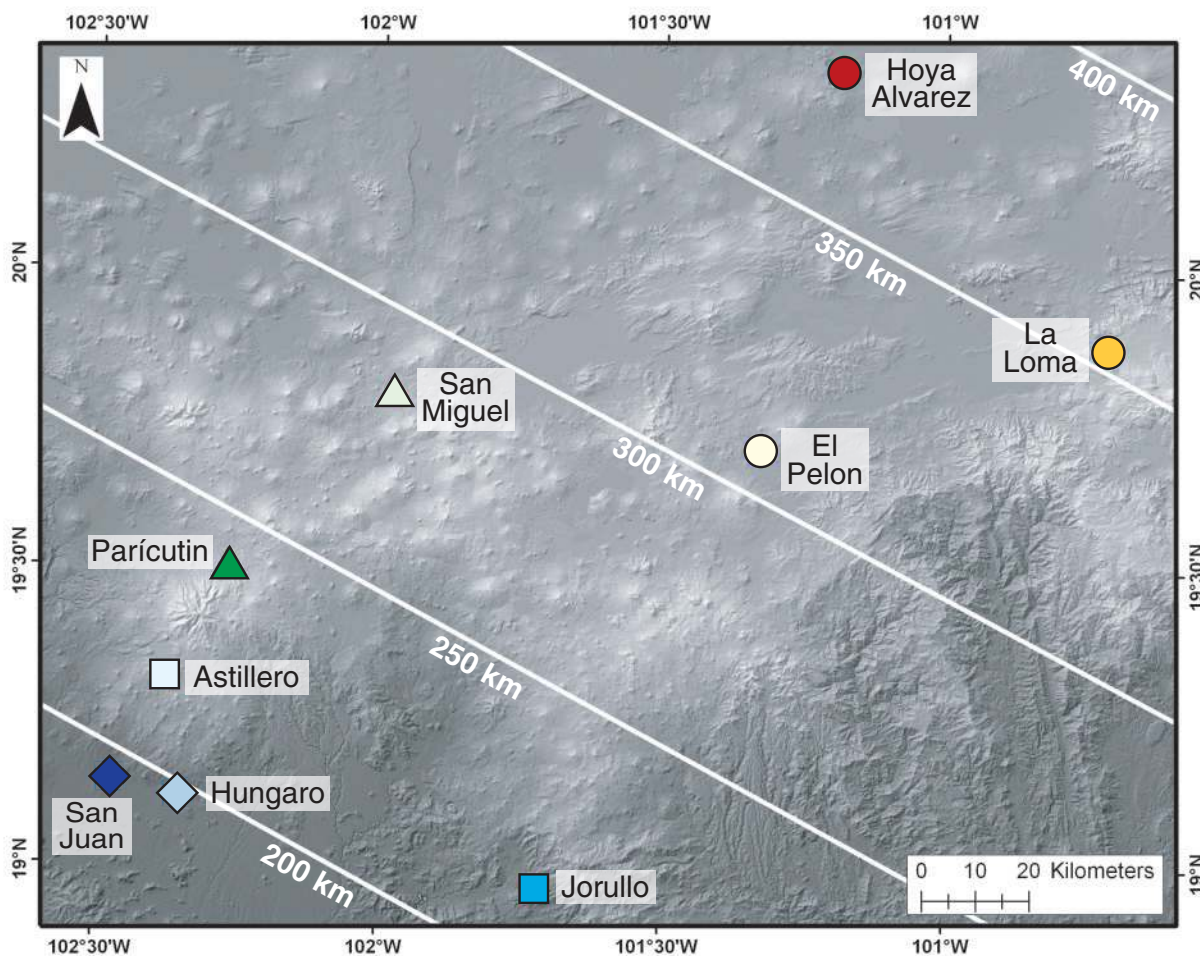 102°30'W 102°W 101°30'W 101°W
N
Hoya
Alvarez
400 km
20°N
350 km
20°N
La
Loma
San
Miguel
El
Pelon
300 km
Parícutin
19°30'N
19°30'N
250 km
Astillero
San
Juan
Hungaro
200 km
Jorullo
19°N
19°N
0 10 20 Kilometers
102°30'W 102°W 101°30'W 101°W